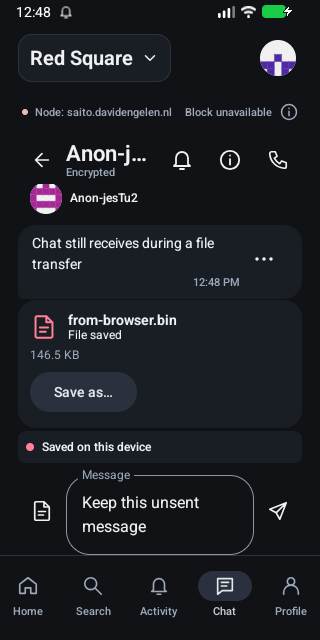 12:48
Red Square
Node: saito.davidengelen.nl Block unavailable
Anon-j...
Encrypted
Anon-jesTu2
Chat still receives during a file
transfer
12:48 PM
from-browser.bin
File saved
146.5 KB
Save as…
Saved on this device
Message
Keep this unsent
message
Home Search Activity Chat Profile